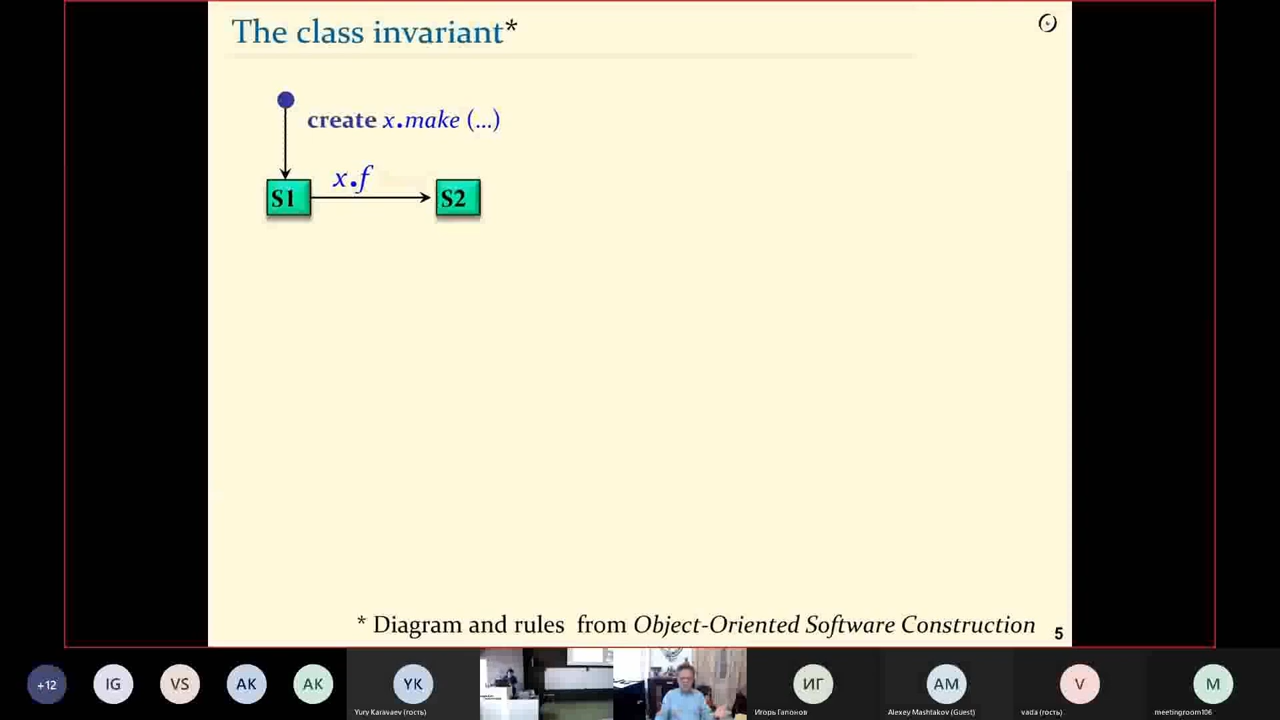 The class invariant*
create x.make (...)
x.f
S1
S2
* Diagram and rules from Object-Oriented Software Construction
5
+12
IG
VS
AK
AK
YK
Yury Karavaev (гость)
ИГ
Игорь Гапонов
AM
Alexey Mashtakov (Guest)
V
vada (гость)
M
meetingroom106